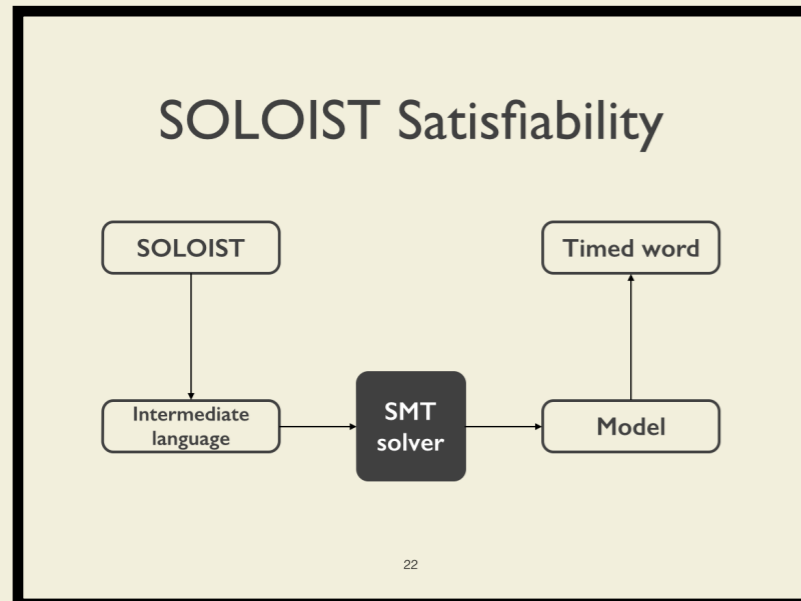 SOLOIST Satisfiability
SOLOIST
Timed word
Intermediate
language
SMT
solver
Model
22